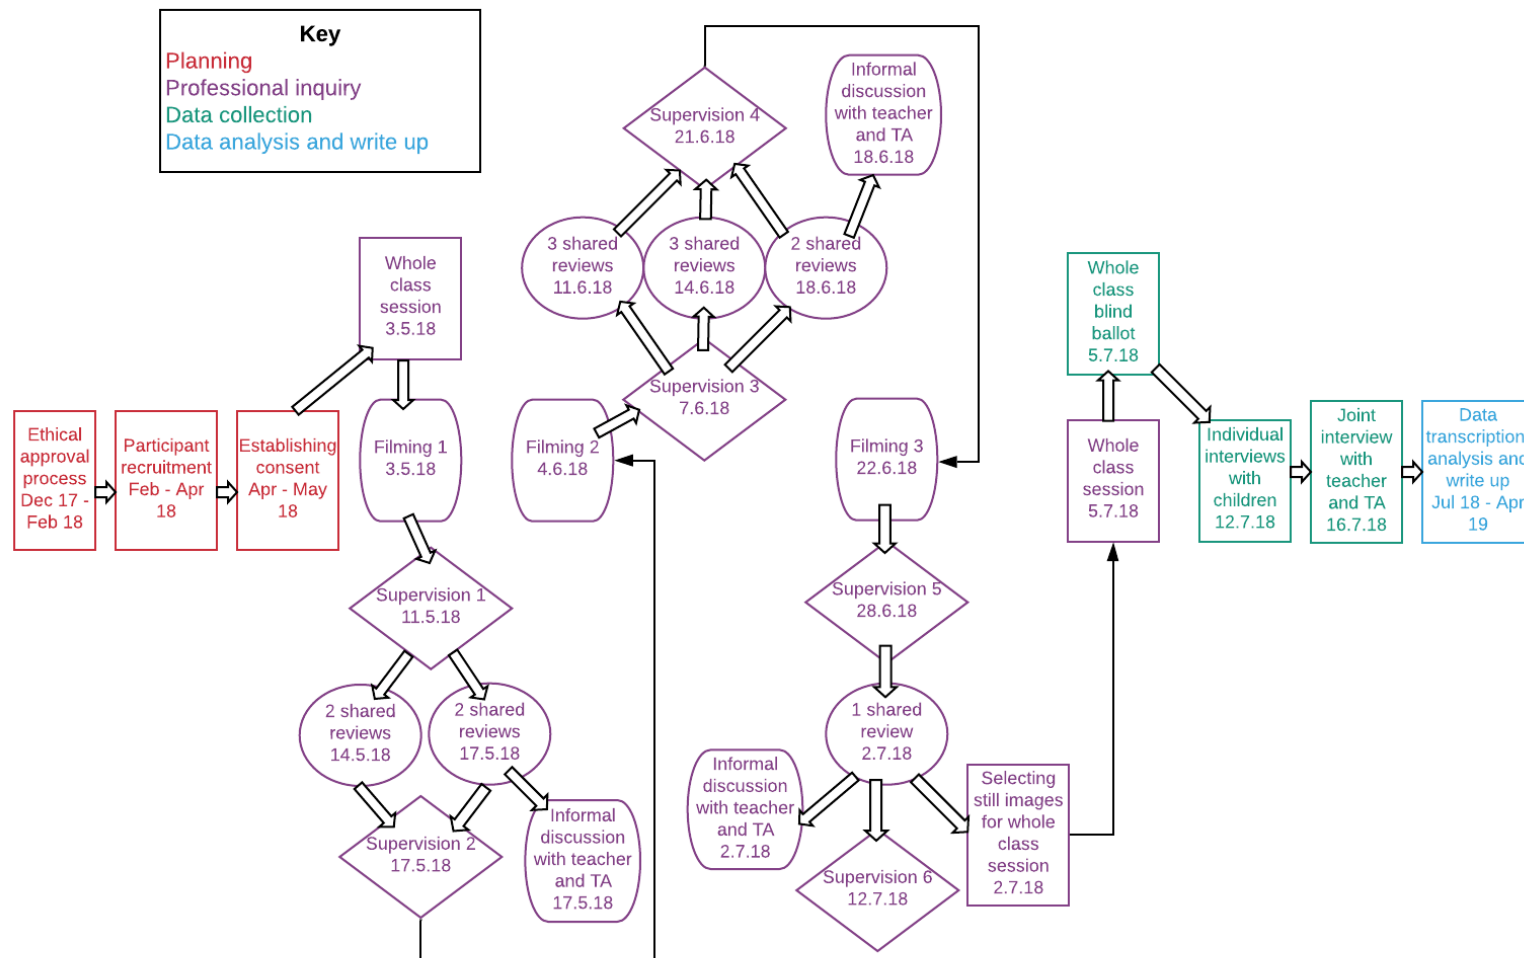 Key
Planning
Professional inquiry
Data collection
Data analysis and write up
Ethical
approval
process
Dec 17 -
Feb 18
Participant
recruitment
Feb - Apr
18
Establishing
consent
Apr - May
18
Whole
class
session
3.5.18
Filming 1
3.5.18
Supervision 1
11.5.18
2 shared
reviews
14.5.18
2 shared
reviews
17.5.18
Supervision 2
17.5.18
Informal
discussion
with teacher
and TA
17.5.18
Filming 2
4.6.18
Supervision 3
7.6.18
3 shared
reviews
11.6.18
3 shared
reviews
14.6.18
2 shared
reviews
18.6.18
Informal
discussion
with teacher
and TA
18.6.18
Supervision 4
21.6.18
Filming 3
22.6.18
Supervision 5
28.6.18
1 shared
review
2.7.18
Informal
discussion
with teacher
and TA
2.7.18
Supervision 6
12.7.18
Selecting
still images
for whole
class
session
2.7.18
Whole
class
session
5.7.18
Whole
class
blind
ballot
5.7.18
Individual
interviews
with
children
12.7.18
Joint
interview
with
teacher
and TA
16.7.18
Data
transcription
analysis and
write up
Jul 18 - Apr
19